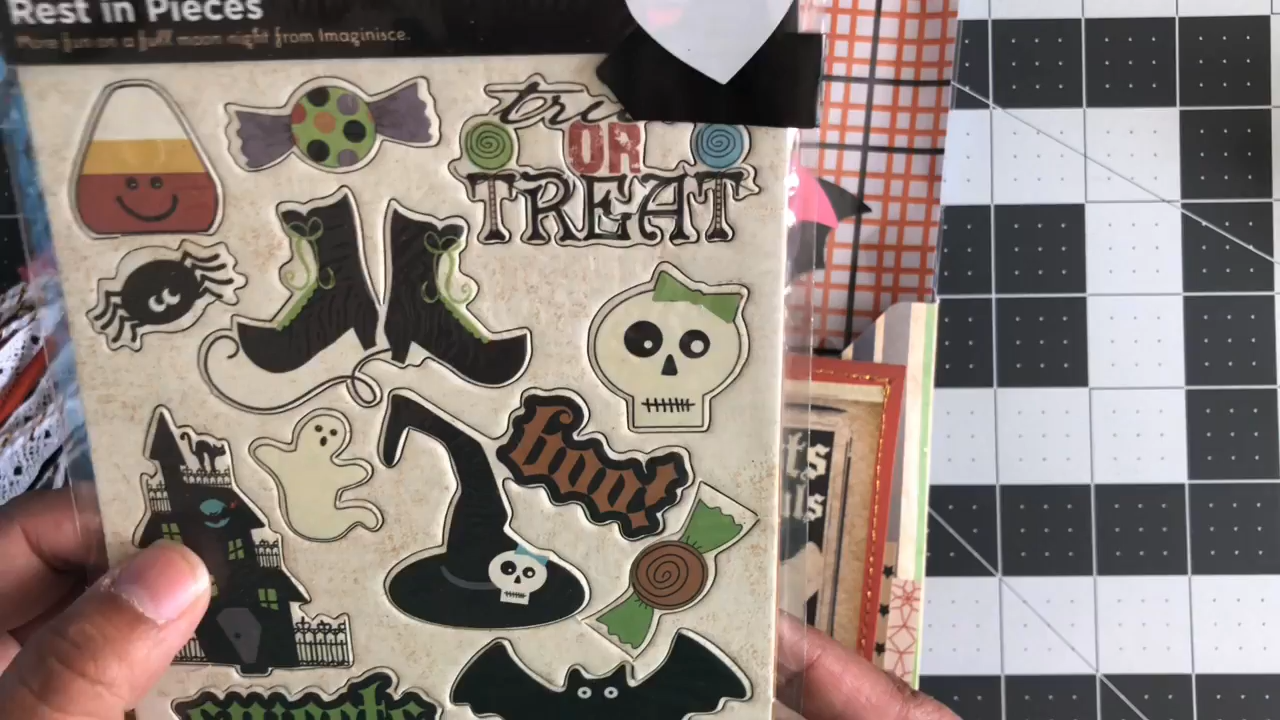 Rest in Pieces
More fun on a full moon night from Imaginisce.
OR
TREAT
boo!